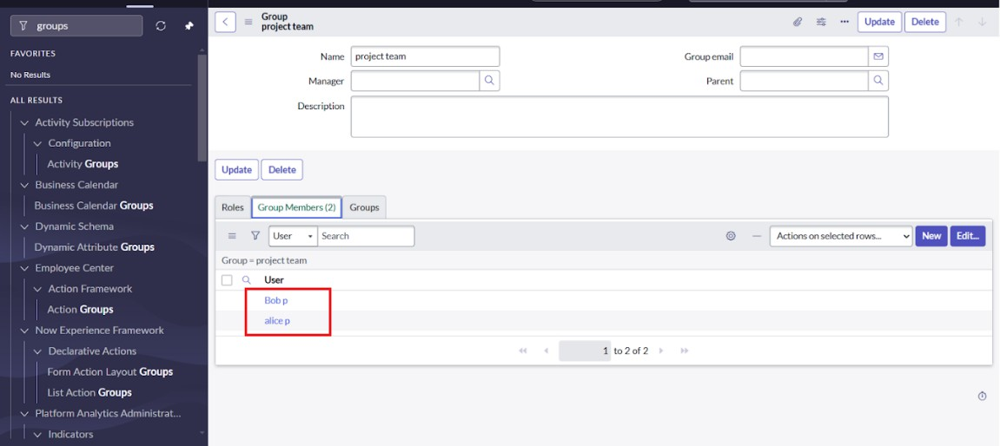 groups
FAVORITES
No Results
ALL RESULTS
Activity Subscriptions
Configuration
Activity Groups
Business Calendar
Business Calendar Groups
Dynamic Schema
Dynamic Attribute Groups
Employee Center
Action Framework
Action Groups
Now Experience Framework
Declarative Actions
Form Action Layout Groups
List Action Groups
Platform Analytics Administrat...
Indicators
Group
project team
Update Delete
Name project team
Group email
Manager
Parent
Description
Update Delete
Roles Group Members (2) Groups
User Search Actions on selected rows... New Edit...
Group = project team
User
Bob p
alice p
1 to 2 of 2